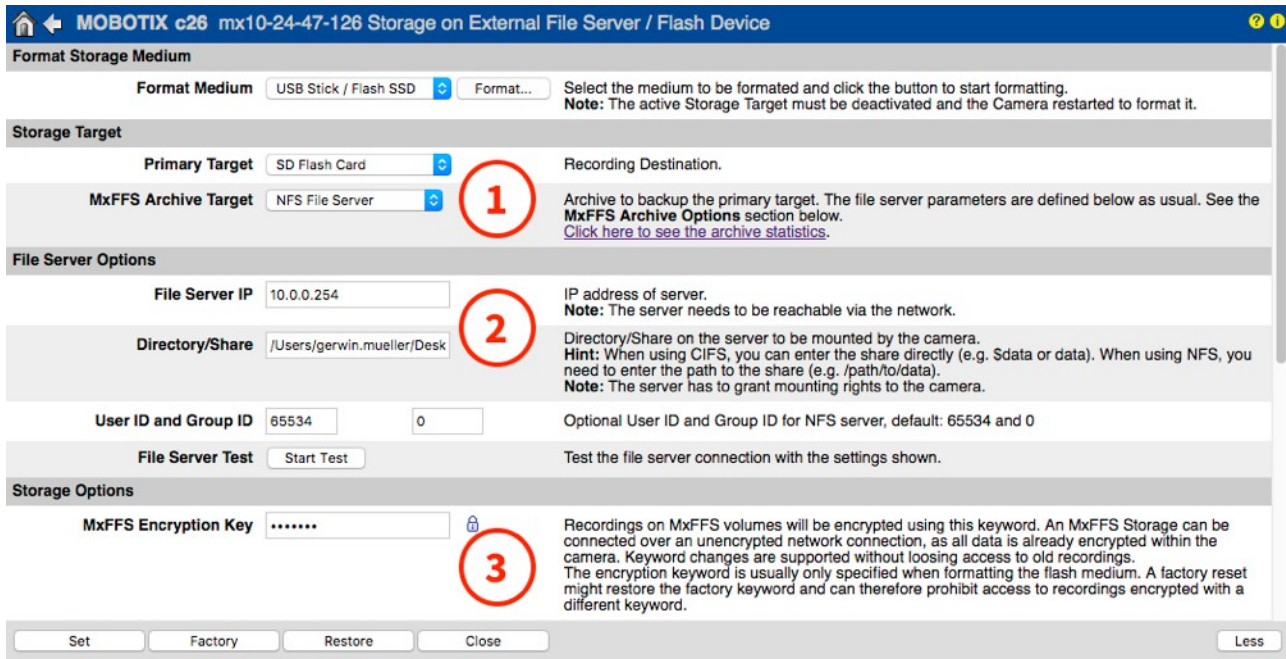 MOBOTIX c26 mx10-24-47-126 Storage on External File Server / Flash Device
Format Storage Medium
Format Medium USB Stick / Flash SSD Format... Select the medium to be formated and click the button to start formatting.
Note: The active Storage Target must be deactivated and the Camera restarted to format it.
Storage Target
Primary Target SD Flash Card Recording Destination.
1
MxFFS Archive Target NFS File Server Archive to backup the primary target. The file server parameters are defined below as usual. See the
MxFFS Archive Options section below.
Click here to see the archive statistics.
File Server Options
File Server IP 10.0.0.254 IP address of server.
Note: The server needs to be reachable via the network.
2
Directory/Share /Users/gerwin.mueller/Desk Directory/Share on the server to be mounted by the camera.
Hint: When using CIFS, you can enter the share directly (e.g. $data or data). When using NFS, you
need to enter the path to the share (e.g. /path/to/data).
Note: The server has to grant mounting rights to the camera.
User ID and Group ID 65534 0 Optional User ID and Group ID for NFS server, default: 65534 and 0
File Server Test Start Test Test the file server connection with the settings shown.
Storage Options
MxFFS Encryption Key ••••••• Recordings on MxFFS volumes will be encrypted using this keyword. An MxFFS Storage can be
connected over an unencrypted network connection, as all data is already encrypted within the
camera. Keyword changes are supported without loosing access to old recordings.
3
The encryption keyword is usually only specified when formatting the flash medium. A factory reset
might restore the factory keyword and can therefore prohibit access to recordings encrypted with a
different keyword.
Set Factory Restore Close Less